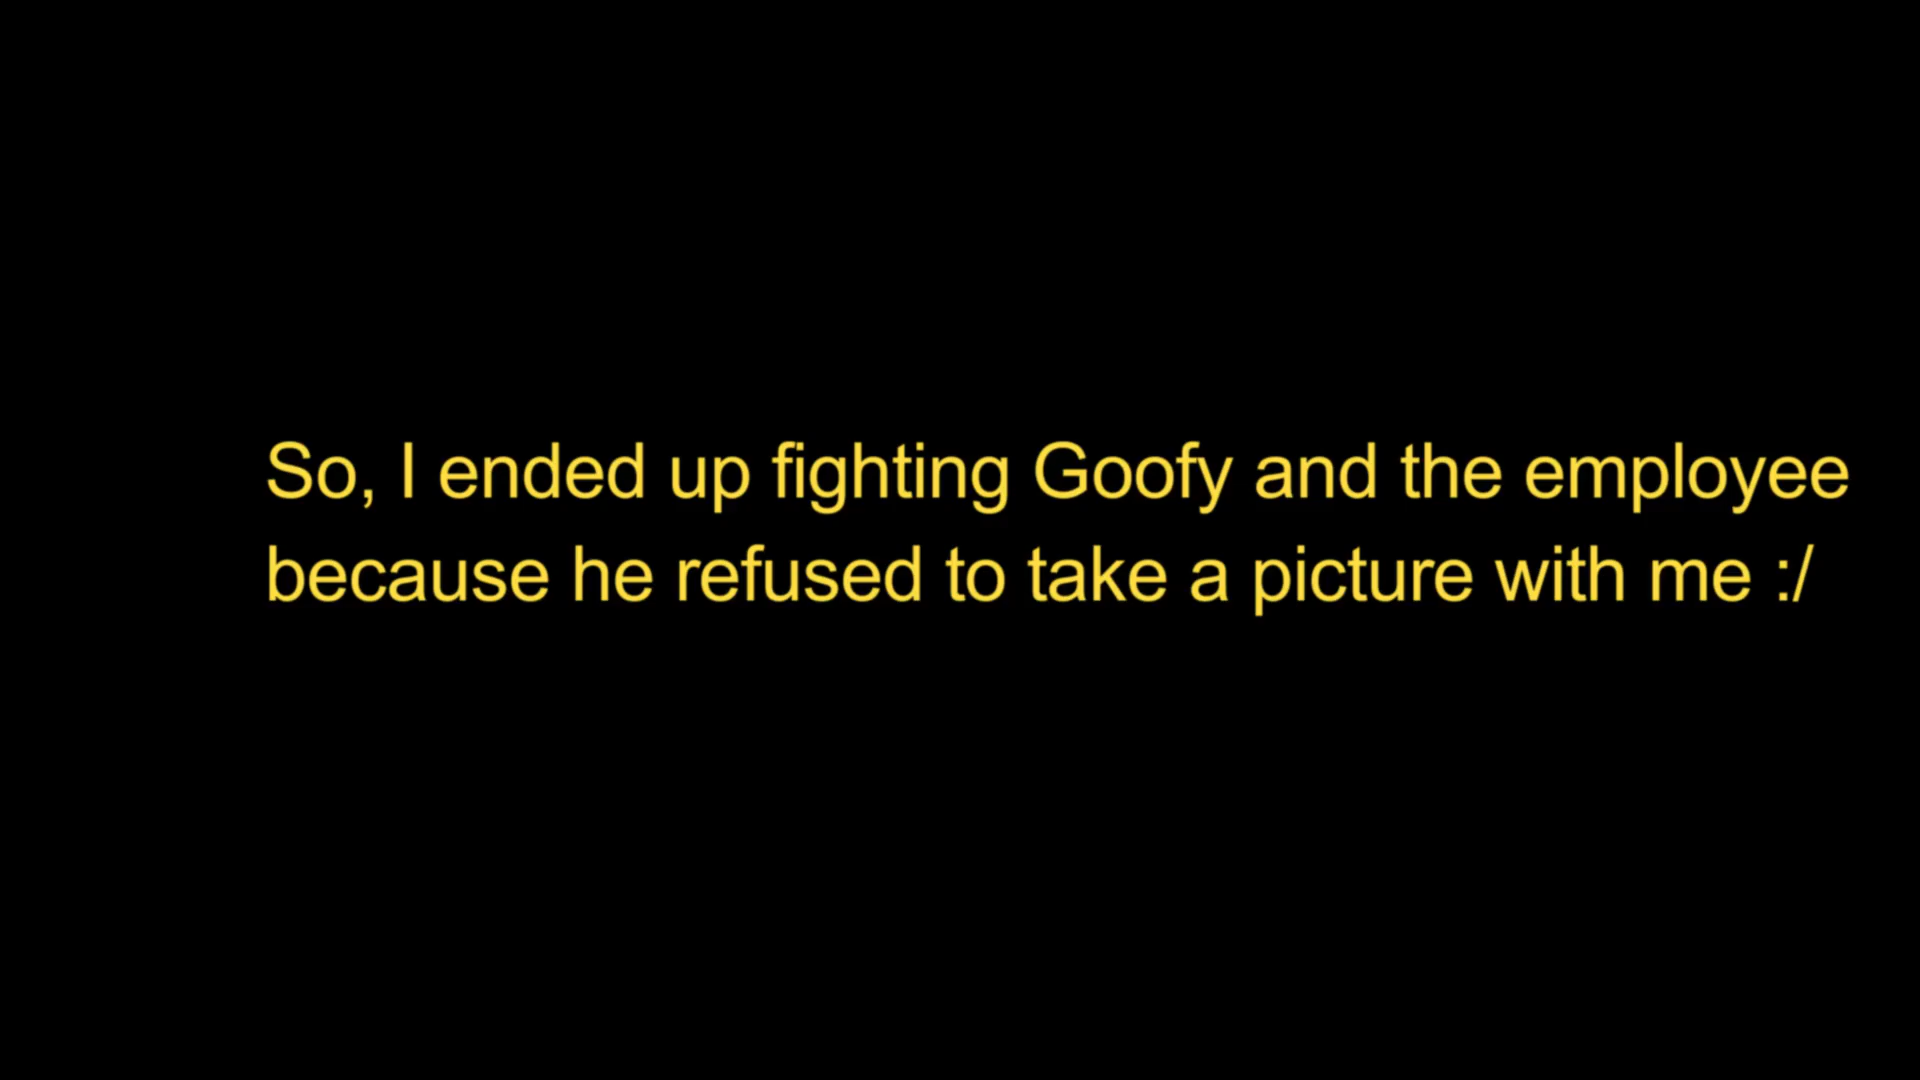 So, I ended up fighting Goofy and the employee
because he refused to take a picture with me :/